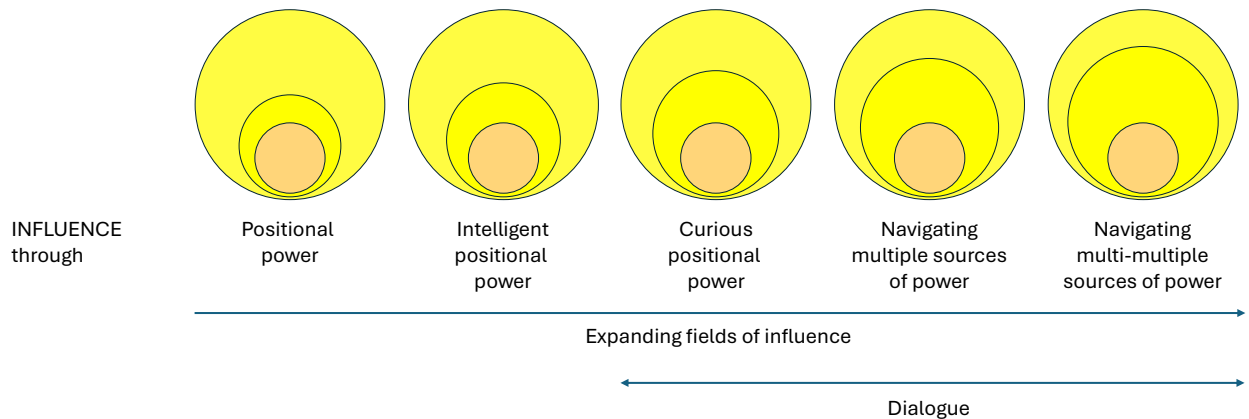 INFLUENCE
through
Positional
power
Intelligent
positional
power
Curious
positional
power
Navigating
multiple sources
of power
Navigating
multi-multiple
sources of power
Expanding fields of influence
Dialogue